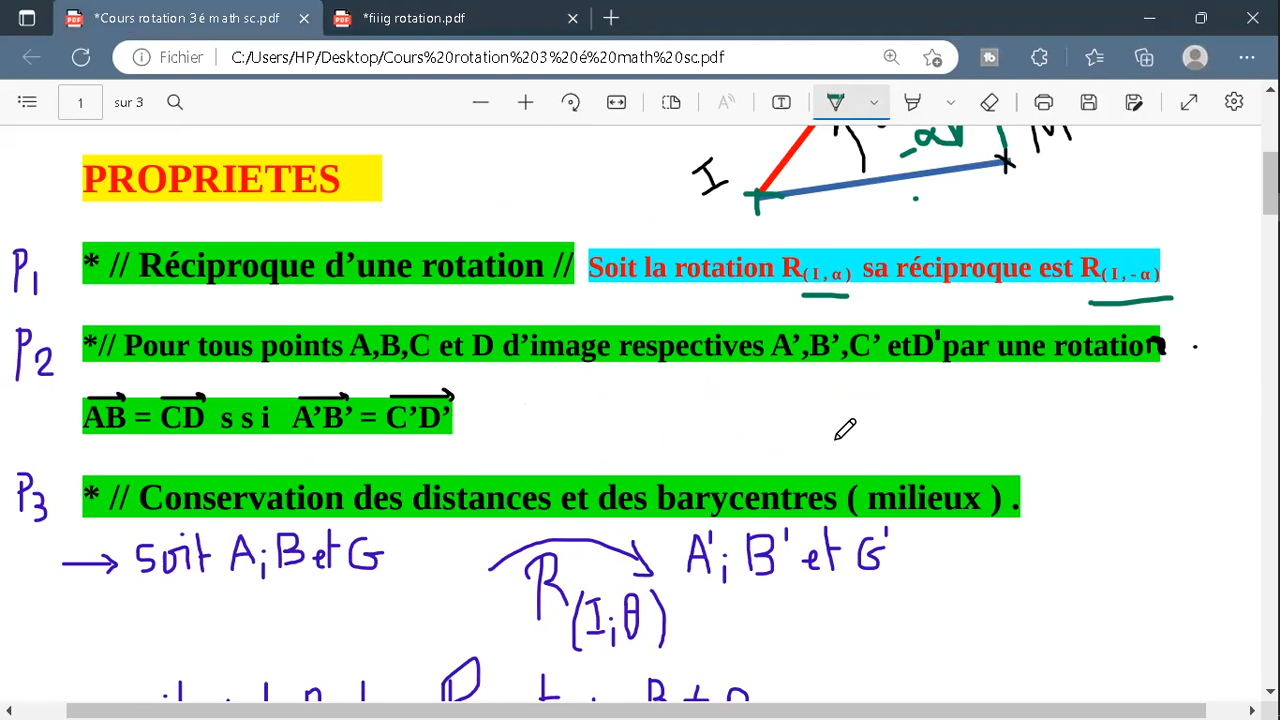 *Cours rotation 3é math sc.pdf
*fiiig rotation.pdf
Fichier
C:/Users/HP/Desktop/Cours%20rotation%203%20é%20math%20sc.pdf
1 sur 3
-α
M
I
PROPRIETES
P1
* // Réciproque d’une rotation // Soit la rotation R( I , α ) sa réciproque est R( I , - α )
P2
*// Pour tous points A,B,C et D d’image respectives A’,B’,C’ etD'par une rotation
AB = CD s s i A’B’ = C’D’
P3
* // Conservation des distances et des barycentres ( milieux ) .
→ soit A; B et G R(I;θ) A'; B' et G'